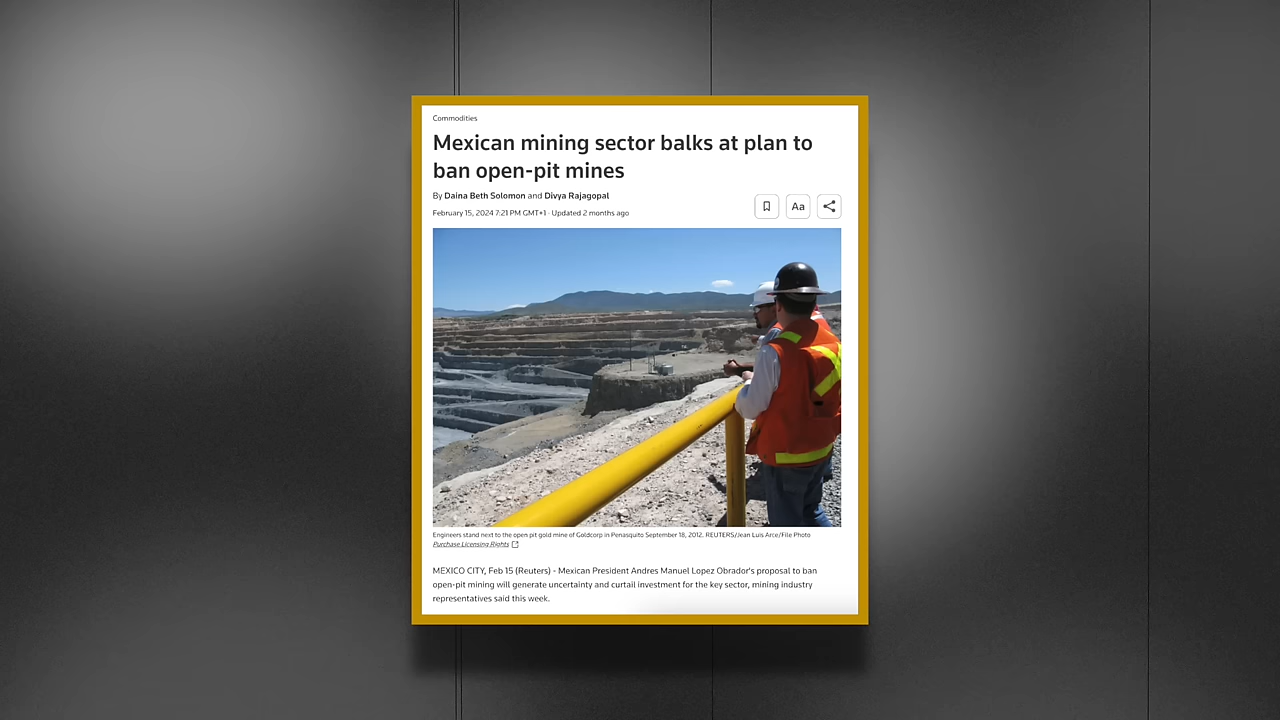 Commodities
Mexican mining sector balks at plan to
ban open-pit mines
By Daina Beth Solomon and Divya Rajagopal
February 15, 2024 7:21 PM GMT+1 · Updated 2 months ago
Aa
Engineers stand next to the open pit gold mine of Goldcorp in Penasquito September 18, 2012. REUTERS/Jean Luis Arce/File Photo
Purchase Licensing Rights
MEXICO CITY, Feb 15 (Reuters) - Mexican President Andres Manuel Lopez Obrador's proposal to ban
open-pit mining will generate uncertainty and curtail investment for the key sector, mining industry
representatives said this week.